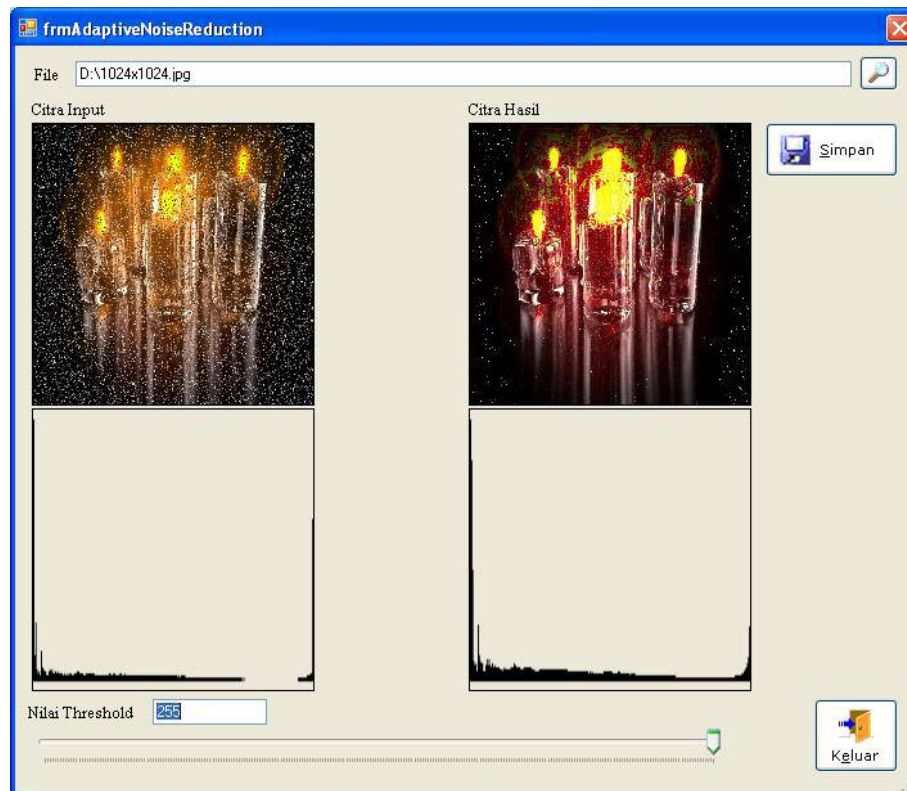 frmAdaptiveNoiseReduction
File D:\1024x1024.jpg
Citra Input
Citra Hasil
Simpan
Nilai Threshold 255
Keluar